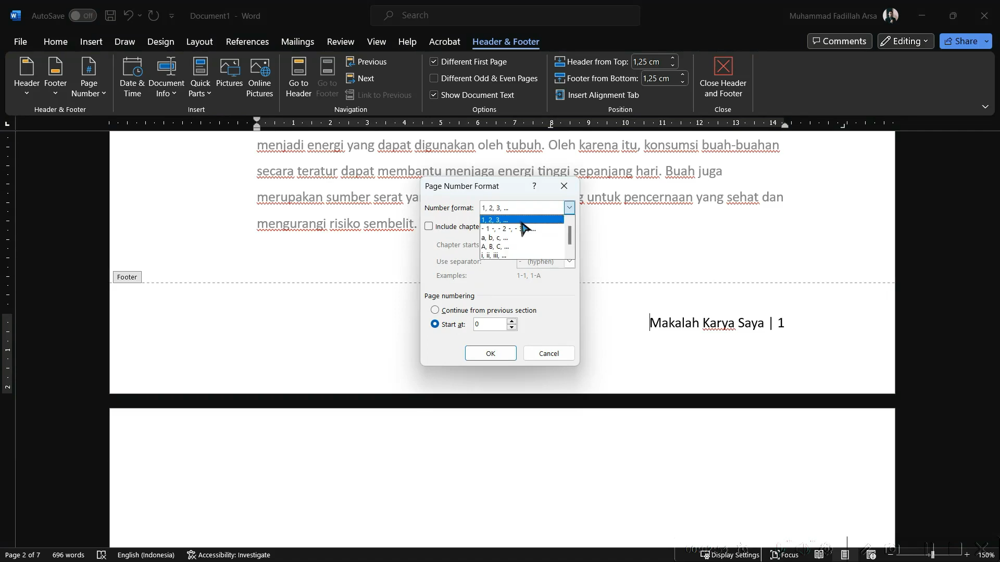 AutoSave Off Document1 - Word Search Muhammad Fadillah Arsa
File Home Insert Draw Design Layout References Mailings Review View Help Acrobat Header & Footer Comments Editing Share
Header Footer Page Number
Date & Time Document Info Quick Parts Pictures Online Pictures
Go to Header Go to Footer Previous Next Link to Previous
Different First Page
Different Odd & Even Pages
Show Document Text
Header from Top: 1,25 cm
Footer from Bottom: 1,25 cm
Insert Alignment Tab
Close Header and Footer
Header & Footer Insert Navigation Options Position Close
1 2 3 4 5 6 7 8 9 10 11 12 13 14
menjadi energi yang dapat digunakan oleh tubuh. Oleh karena itu, konsumsi buah-buahan
secara teratur dapat membantu menjaga energi tinggi sepanjang hari. Buah juga
merupakan sumber serat untuk pencernaan yang sehat dan
mengurangi risiko sembelit.
Page Number Format ?
Number format: 1, 2, 3, ...
1, 2, 3, ...
- 1 -, - 2 -, - 3 ...
a, b, c, ...
A, B, C, ...
i, ii, iii, ...
Include chapte
Chapter starts
Use separator: - (hyphen)
Examples: 1-1, 1-A
Page numbering
Continue from previous section
Start at: 0
OK Cancel
Footer
Makalah Karya Saya | 1
1
2
Page 2 of 7 696 words English (Indonesia) Accessibility: Investigate Display Settings Focus 150%